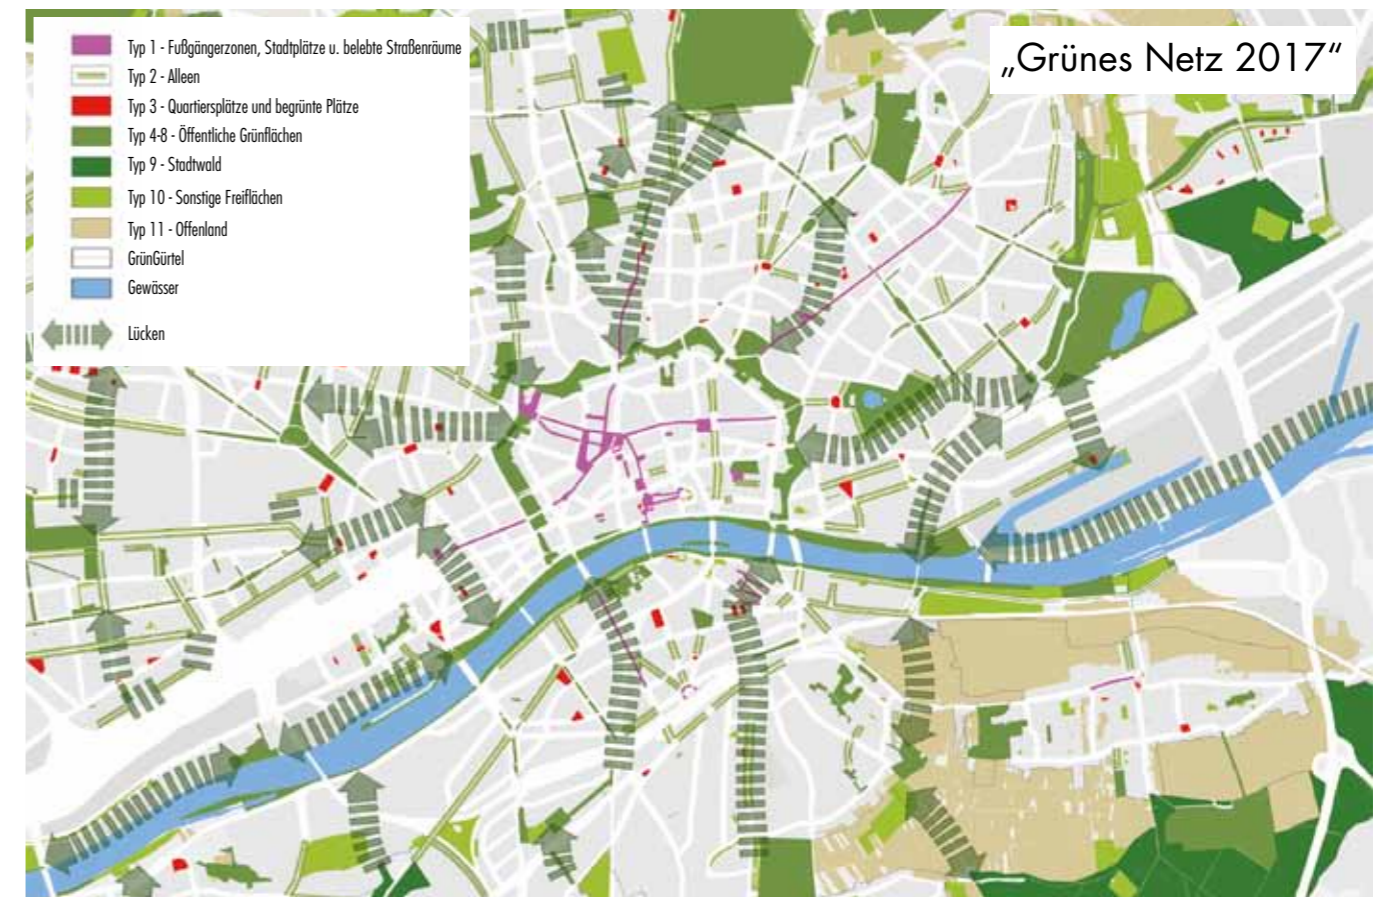 „Grünes Netz 2017“
Typ 1 - Fußgängerzonen, Stadtplätze u. belebte Straßenräume
Typ 2 - Alleen
Typ 3 - Quartiersplätze und begrünte Plätze
Typ 4-8 - Öffentliche Grünflächen
Typ 9 - Stadtwald
Typ 10 - Sonstige Freiflächen
Typ 11 - Offenland
GrünGürtel
Gewässer
Lücken